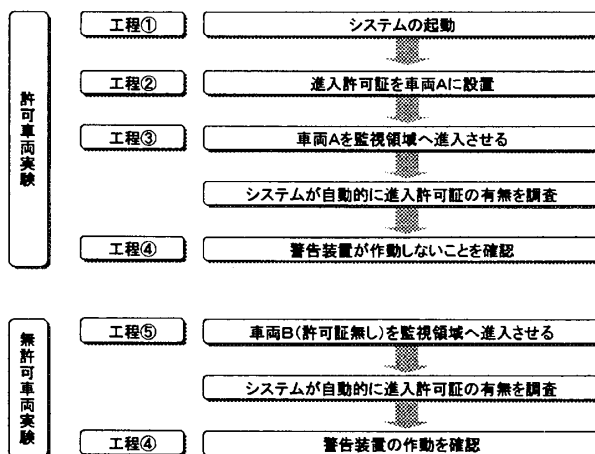 許可車両実験
工程① システムの起動
工程② 進入許可証を車両Aに設置
工程③ 車両Aを監視領域へ進入させる
システムが自動的に進入許可証の有無を調査
工程④ 警告装置が作動しないことを確認
無許可車両実験
工程⑤ 車両B(許可証無し)を監視領域へ進入させる
システムが自動的に進入許可証の有無を調査
工程④ 警告装置の作動を確認